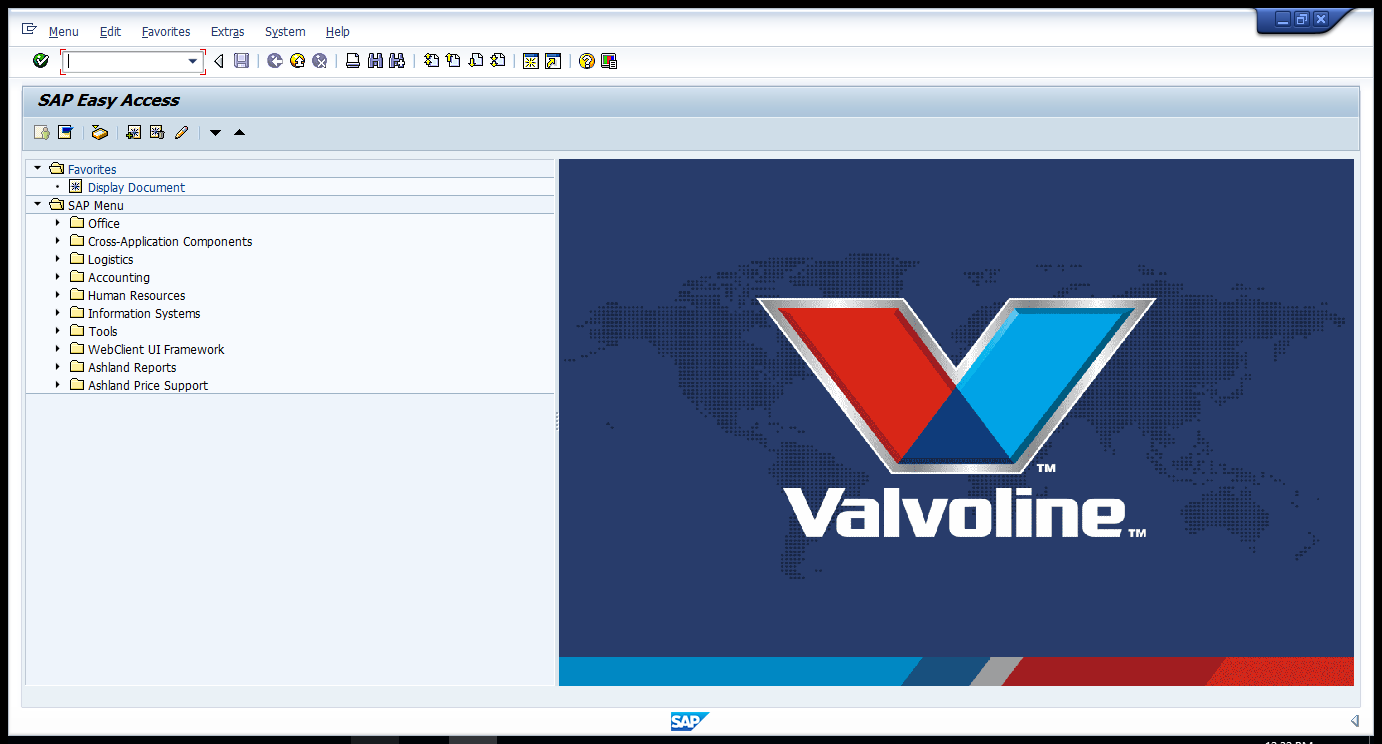 Menu Edit Favorites Extras System Help
SAP Easy Access
Favorites
Display Document
SAP Menu
Office
Cross-Application Components
Logistics
Accounting
Human Resources
Information Systems
Tools
WebClient UI Framework
Ashland Reports
Ashland Price Support
TM
Valvoline TM
SAP